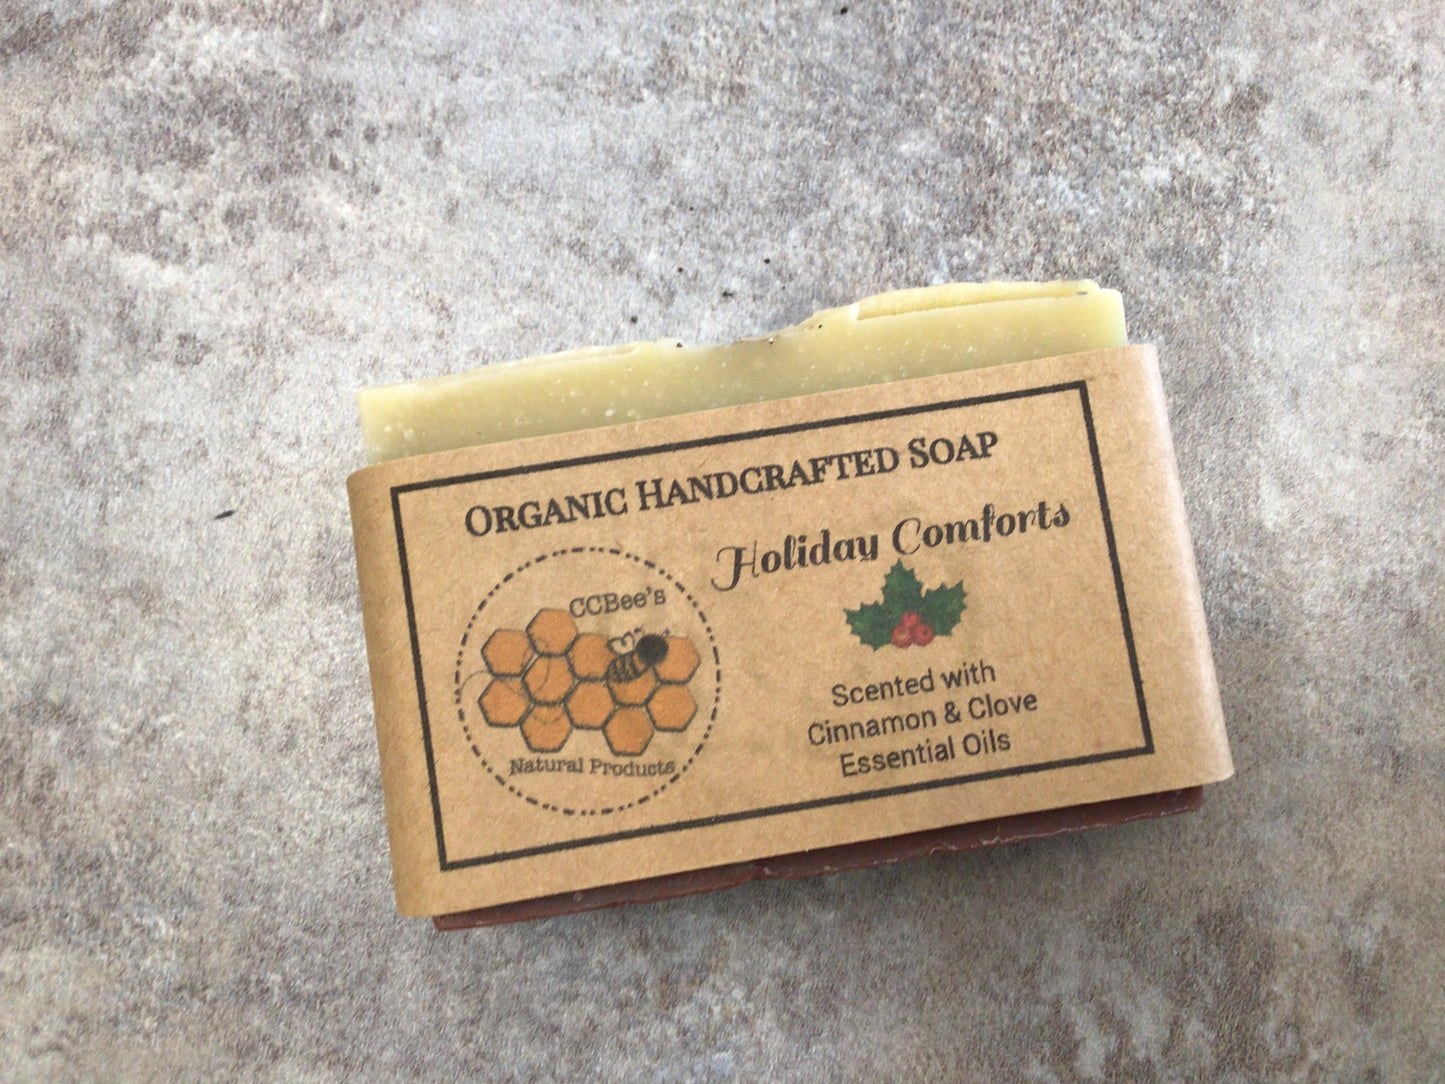 ORGANIC HANDCRAFTED SOAP
CCBee's
Natural Products
Holiday Comforts
Scented with
Cinnamon & Clove
Essential Oils